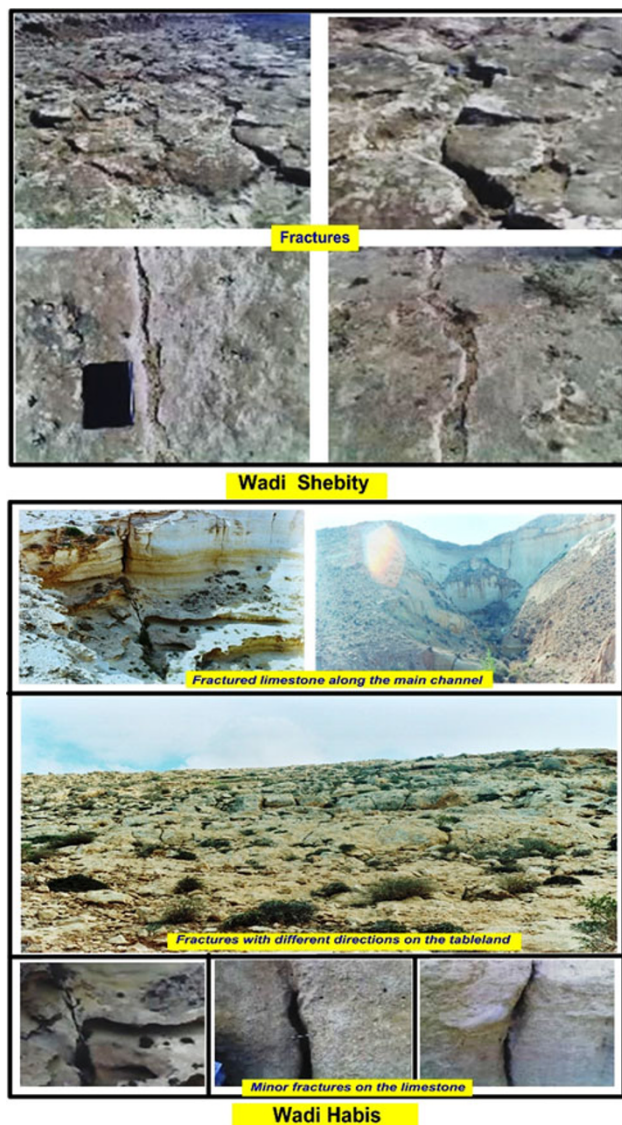 Fractures
Wadi Shebity
Fractured limestone along the main channel
Fractures with different directions on the tableland
Minor fractures on the limestone
Wadi Habis